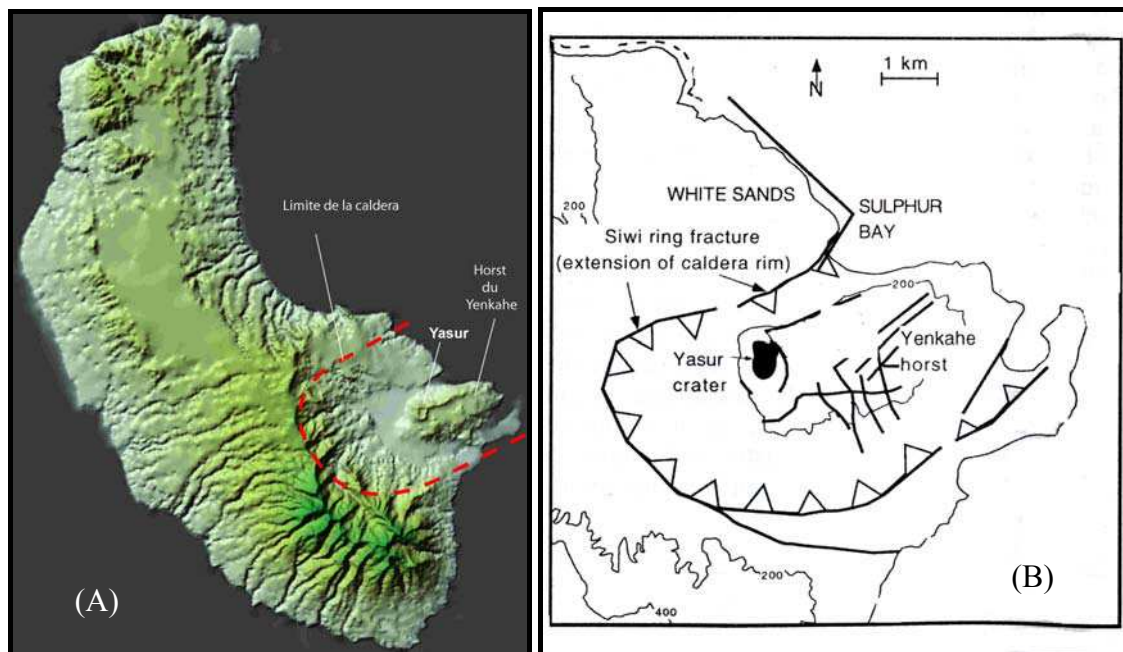 Limite de la caldera
Horst
du
Yenkahe
Yasur
(A)
1 km
N
200
WHITE SANDS
SULPHUR
BAY
Siwi ring fracture
(extension of caldera rim)
200
Yasur
crater
Yenkahe
horst
200
400
(B)